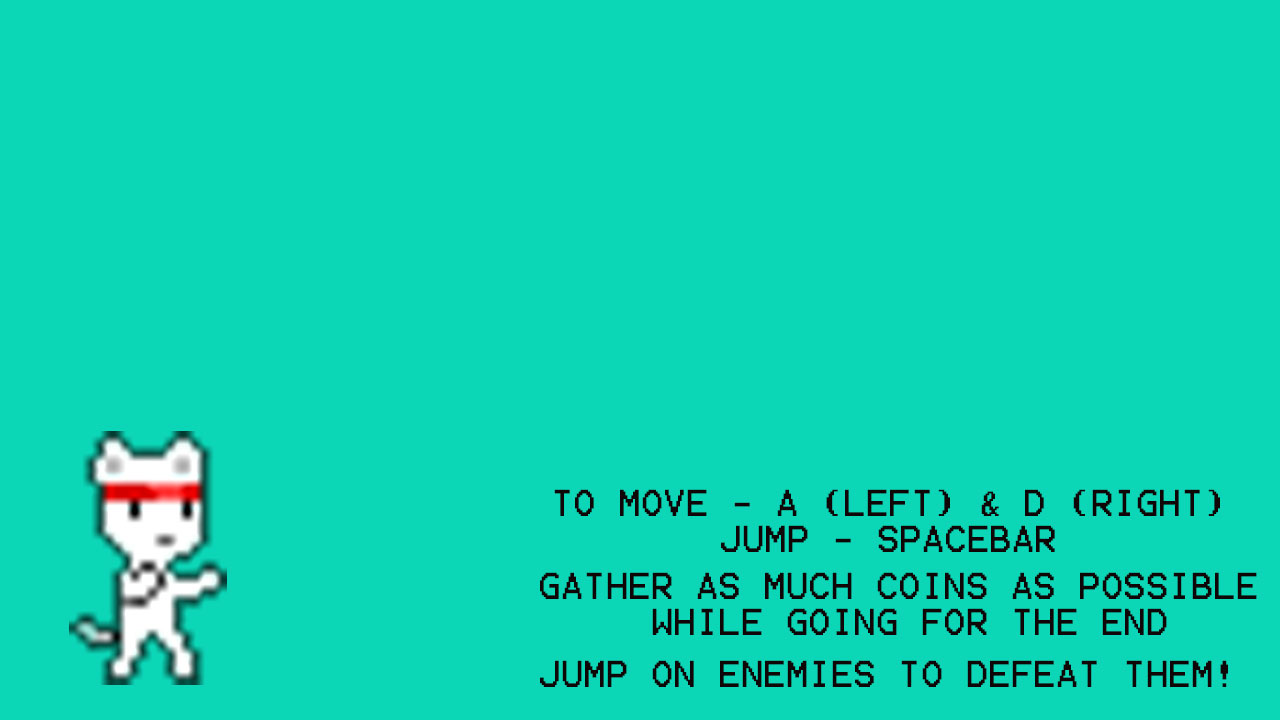 TO MOVE - A (LEFT) & D (RIGHT)
JUMP - SPACEBAR
GATHER AS MUCH COINS AS POSSIBLE
WHILE GOING FOR THE END
JUMP ON ENEMIES TO DEFEAT THEM!